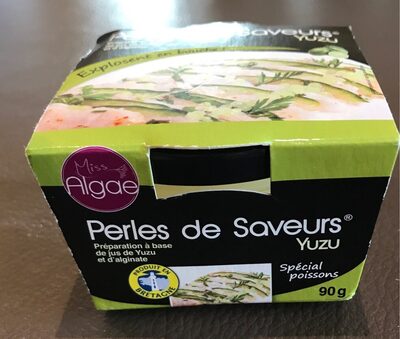 Perles de Saveurs®
Yuzu
Explosent en bouche
Miss
Algae
Perles de Saveurs®
Yuzu
Préparation à base
de jus de Yuzu
et d'alginate
Spécial
poissons
PRODUIT EN
BRETAGNE
90g